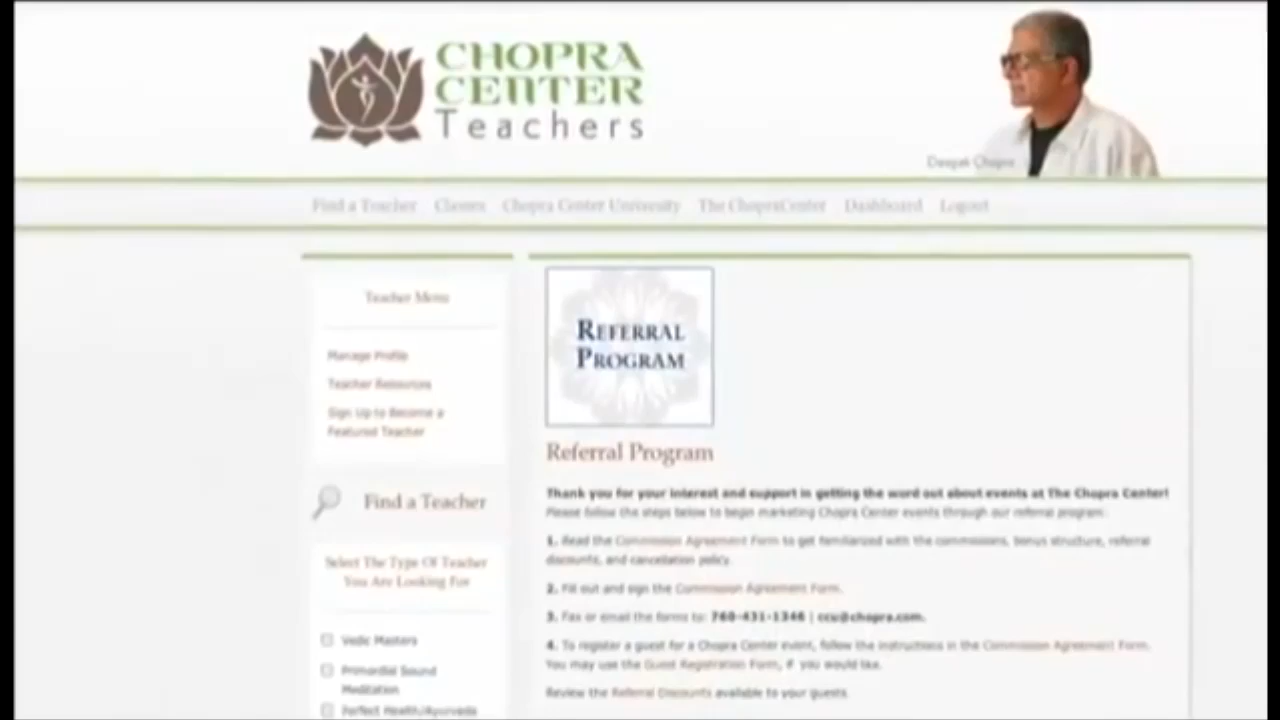 CHOPRA
CENTER
Teachers
Deepak Chopra
Find a Teacher Classes Chopra Center University The ChopraCenter Dashboard Logout
Teacher Menu
Manage Profile
Teacher Resources
Sign Up to Become a
Featured Teacher
Find a Teacher
Select The Type Of Teacher
You Are Looking For
Vedic Masters
Primordial Sound
Meditation
Perfect Health/Ayurveda
REFERRAL
PROGRAM
Referral Program
Thank you for your interest and support in getting the word out about events at The Chopra Center!
Please follow the steps below to begin marketing Chopra Center events through our referral program:
1. Read the Commission Agreement Form to get familiarized with the commissions, bonus structure, referral
discounts, and cancellation policy.
2. Fill out and sign the Commission Agreement Form.
3. Fax or email the forms to: 760-431-1346 | ccu@chopra.com.
4. To register a guest for a Chopra Center event, follow the instructions in the Commission Agreement Form.
You may use the Guest Registration Form, if you would like.
Review the Referral Discounts available to your guests.